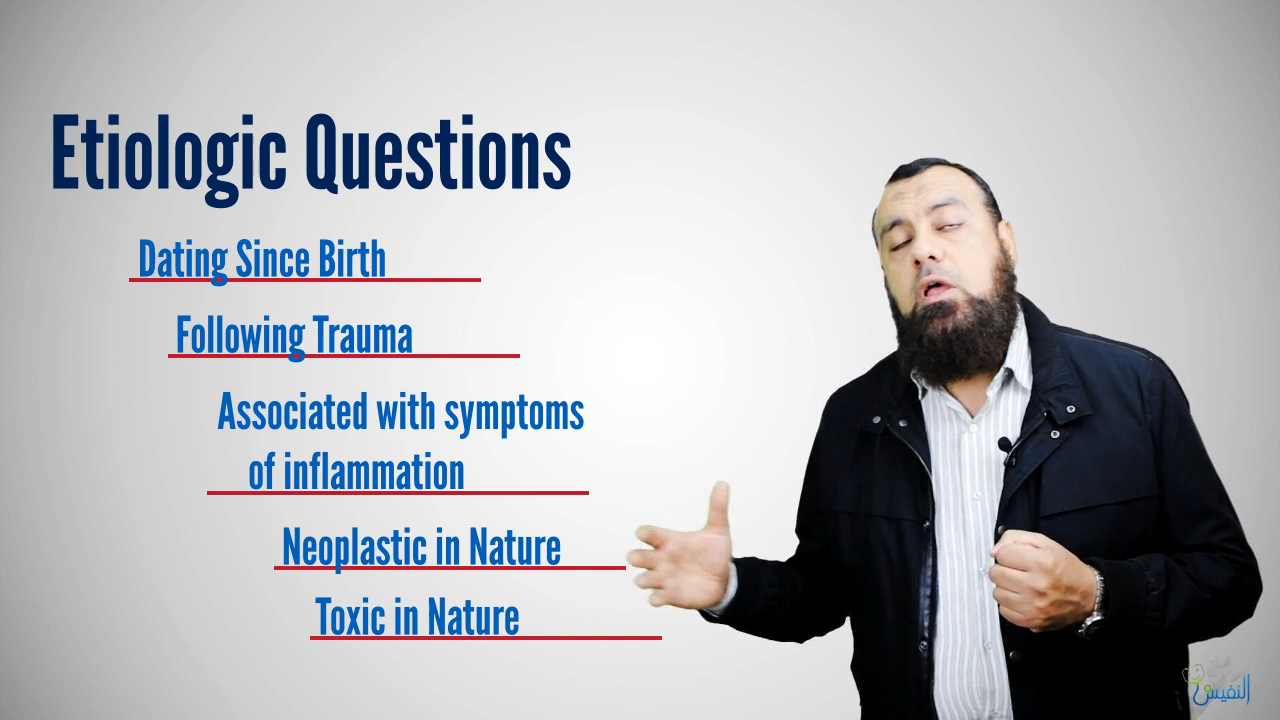 Etiologic Questions
Dating Since Birth
Following Trauma
Associated with symptoms
of inflammation
Neoplastic in Nature
Toxic in Nature
النفيس